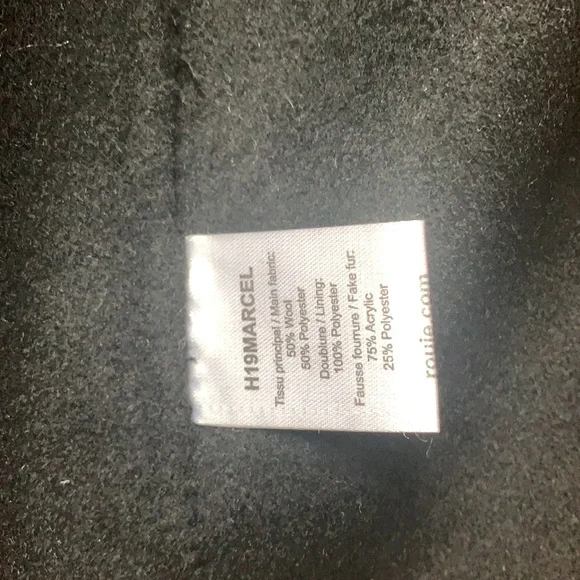 H19MARCEL
Tissu principal / Main fabric:
50% Wool
50% Polyester
Doublure / Lining:
100% Polyester
Fausse fourrure / Fake fur:
75% Acrylic
25% Polyester
rouje.com